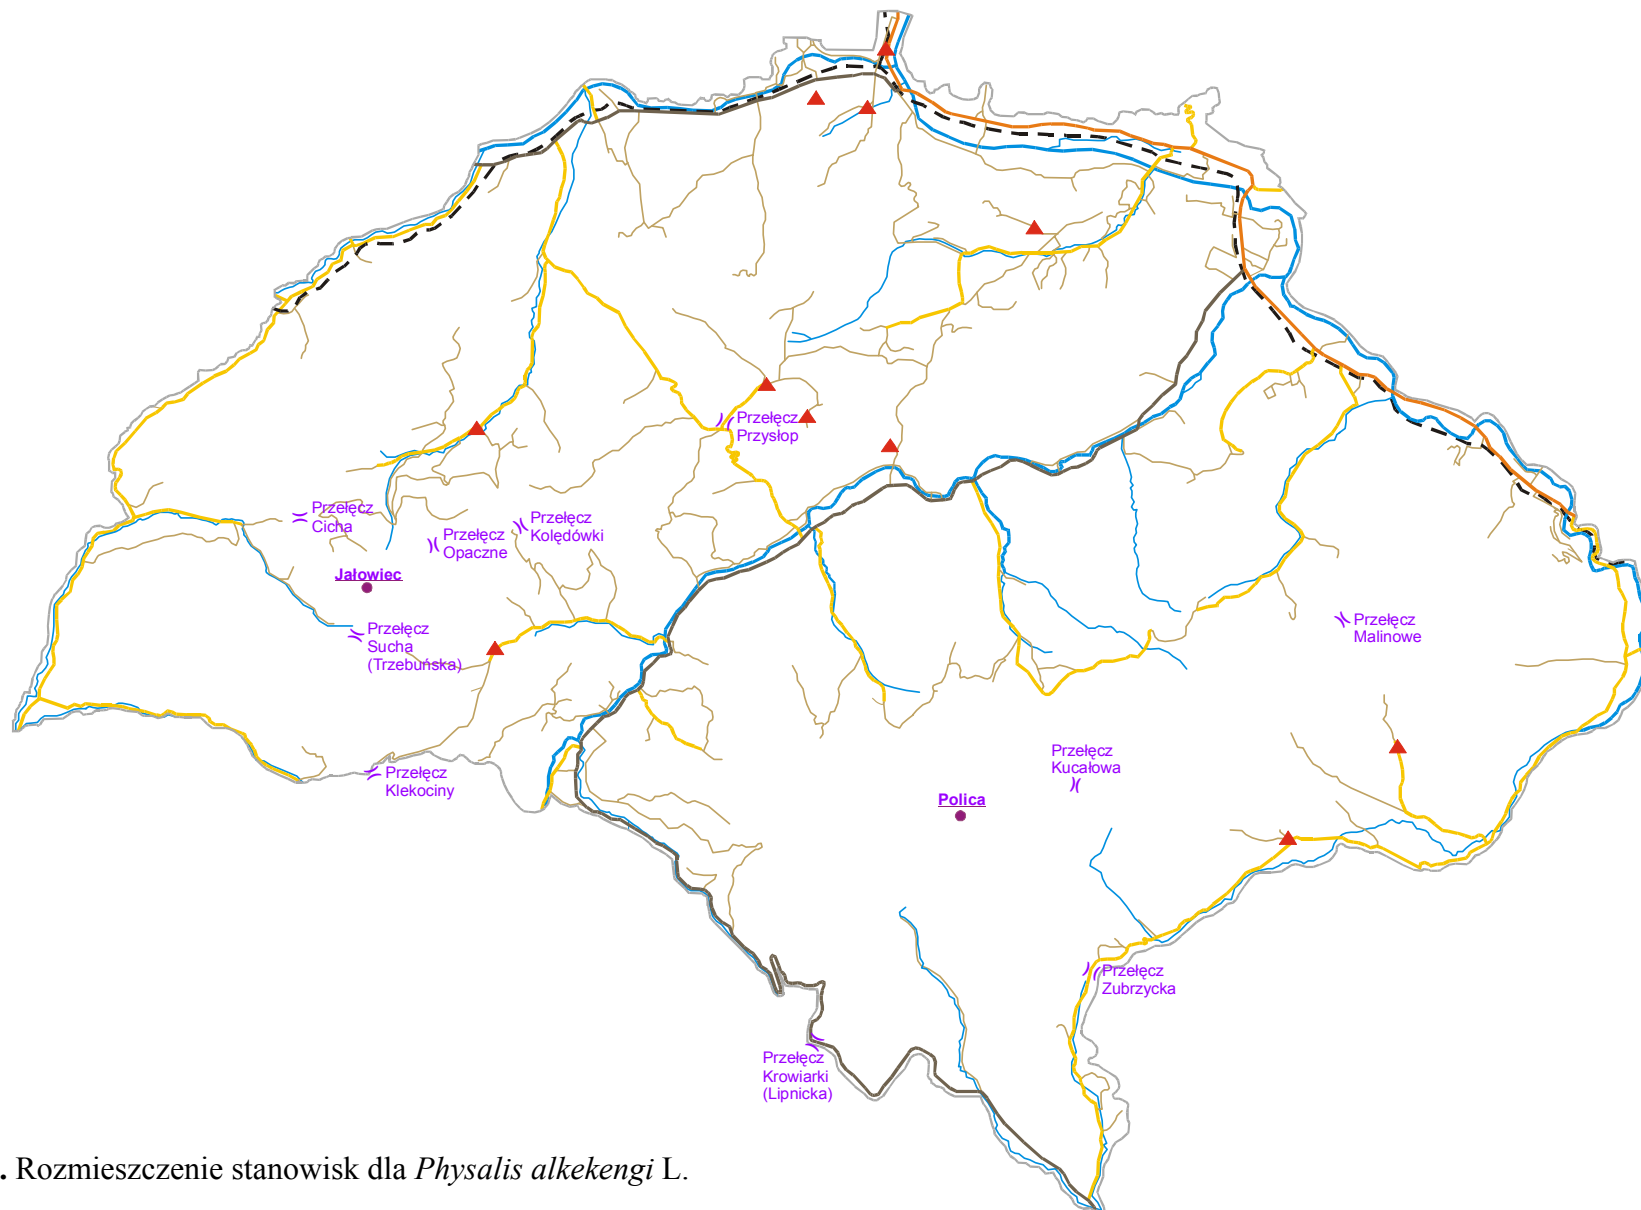 Przełęcz
Przysłop
Przełęcz
Cicha
Przełęcz
Kolędówki
Przełęcz
Opaczne
Jałowiec
Przełęcz
Sucha
(Trzebuńska)
Przełęcz
Malinowe
Przełęcz
Klekociny
Przełęcz
Kucałowa
Polica
Przełęcz
Zubrzycka
Przełęcz
Krowiarki
(Lipnicka)
. Rozmieszczenie stanowisk dla Physalis alkekengi L.